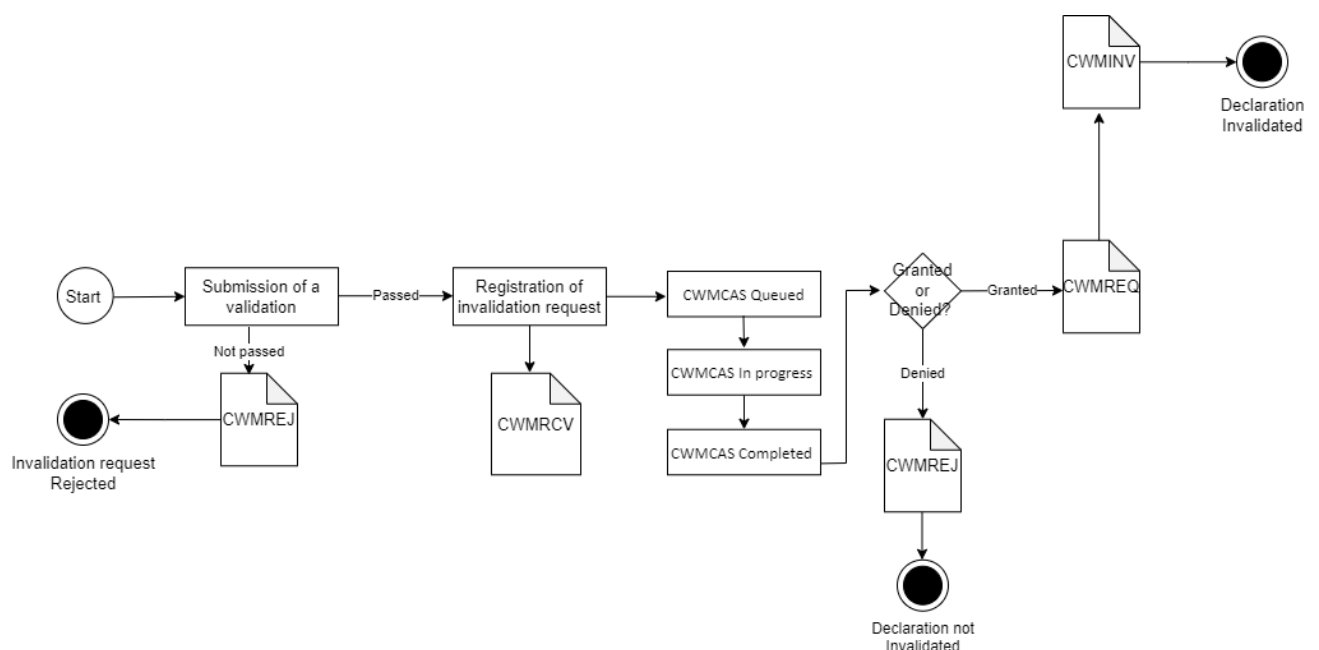 CWMINV
Declaration
Invalidated
Start
Submission of a
validation
Passed
Registration of
invalidation request
CWMCAS Queued
Granted
or
Denied?
Granted
CWMREQ
Not passed
CWMCAS In progress
Denied
CWMREJ
CWMRCV
CWMCAS Completed
CWMREJ
Invalidation request
Rejected
Declaration not
Invalidated